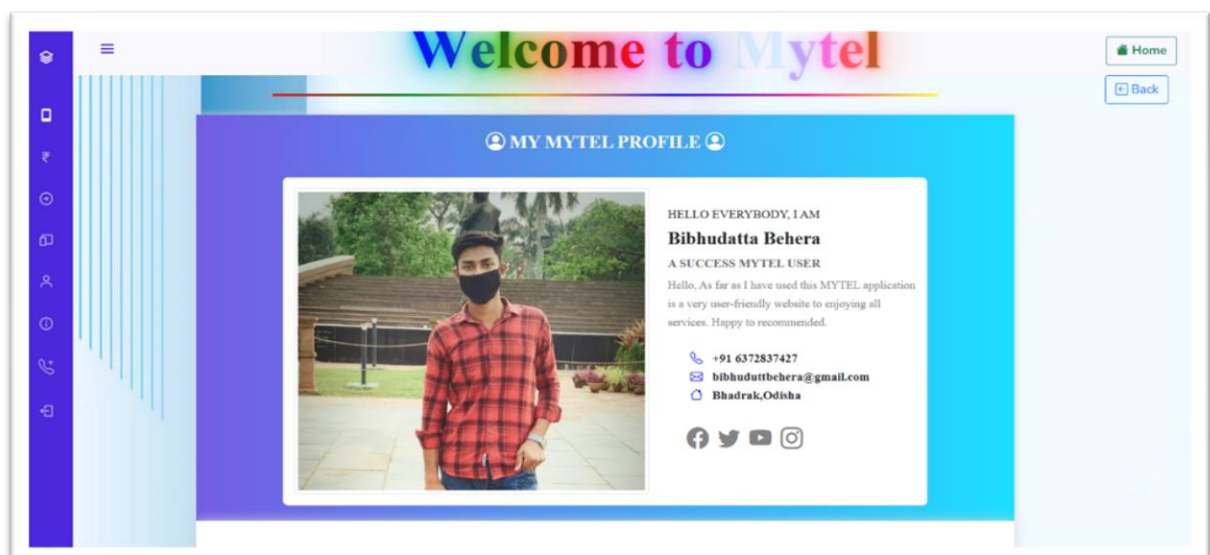 Welcome to Mytel
Home
Back
MY MYTEL PROFILE
HELLO EVERYBODY, I AM
Bibhudatta Behera
A SUCCESS MYTEL USER
Hello, As far as I have used this MYTEL application
is a very user-friendly website to enjoying all
services. Happy to recommended.
+91 6372837427
bibhuduttbehera@gmail.com
Bhadrak,Odisha